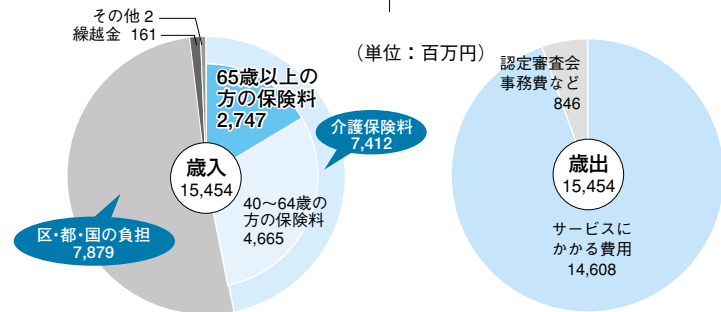 その他 2
繰越金 161
(単位：百万円)
65歳以上の
方の保険料
2,747
介護保険料
7,412
歳入
15,454
40〜64歳の
方の保険料
4,665
区・都・国の負担
7,879
認定審査会
事務費など
846
歳出
15,454
サービスに
かかる費用
14,608